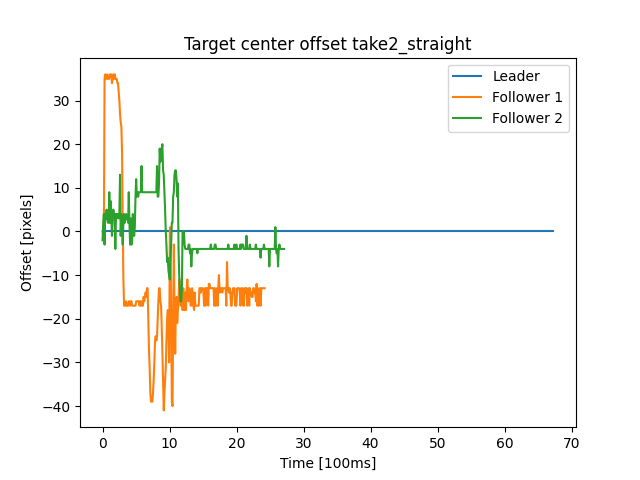 Target center offset take2_straight
Leader
Follower 1
Follower 2
Offset [pixels]
30
20
10
0
−10
−20
−30
−40
0 10 20 30 40 50 60 70
Time [100ms]